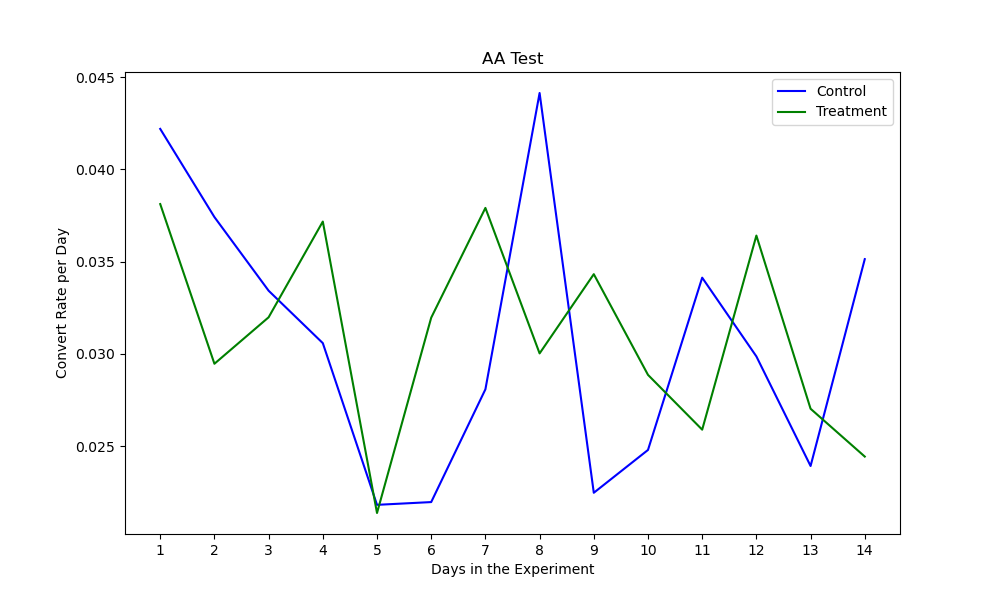 AA Test
Control
Treatment
Convert Rate per Day
0.045
0.040
0.035
0.030
0.025
1 2 3 4 5 6 7 8 9 10 11 12 13 14
Days in the Experiment